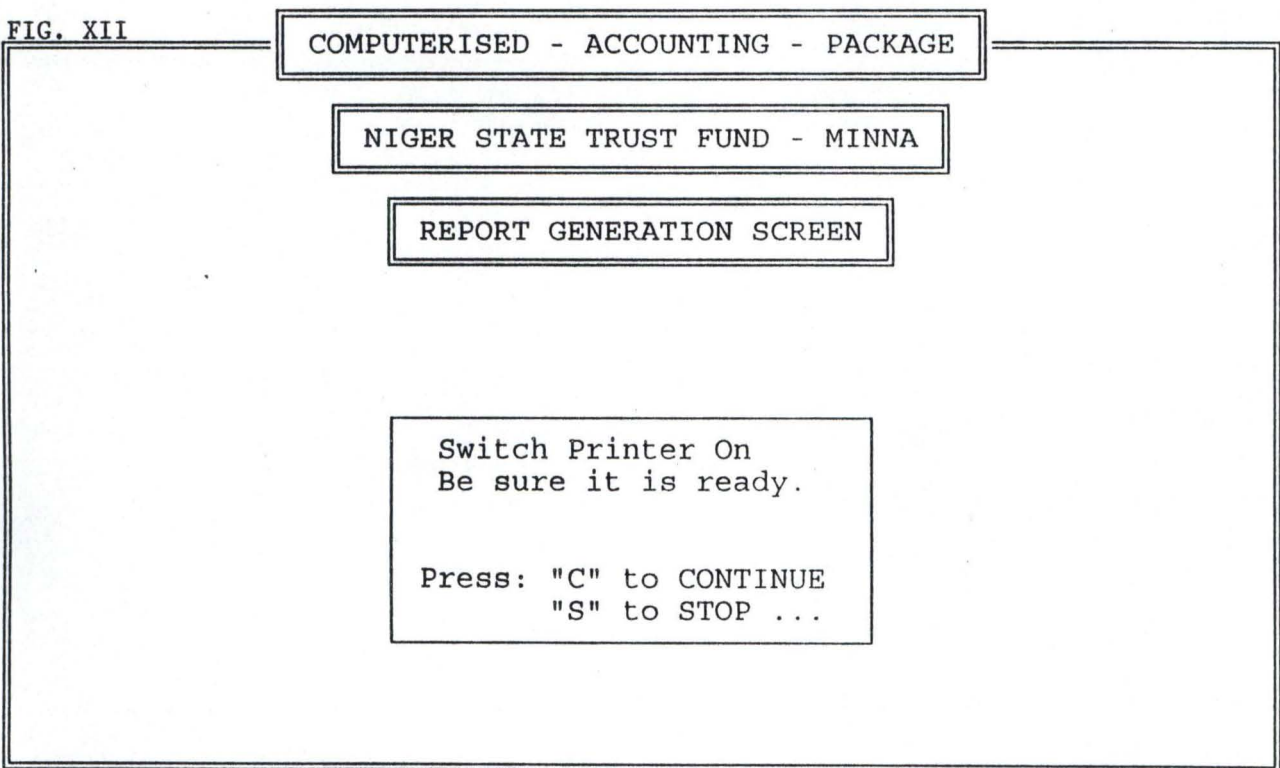 FIG. XII
COMPUTERISED - ACCOUNTING - PACKAGE
NIGER STATE TRUST FUND - MINNA
REPORT GENERATION SCREEN
Switch Printer On
Be sure it is ready.
Press: "C" to CONTINUE
"S" to STOP ...